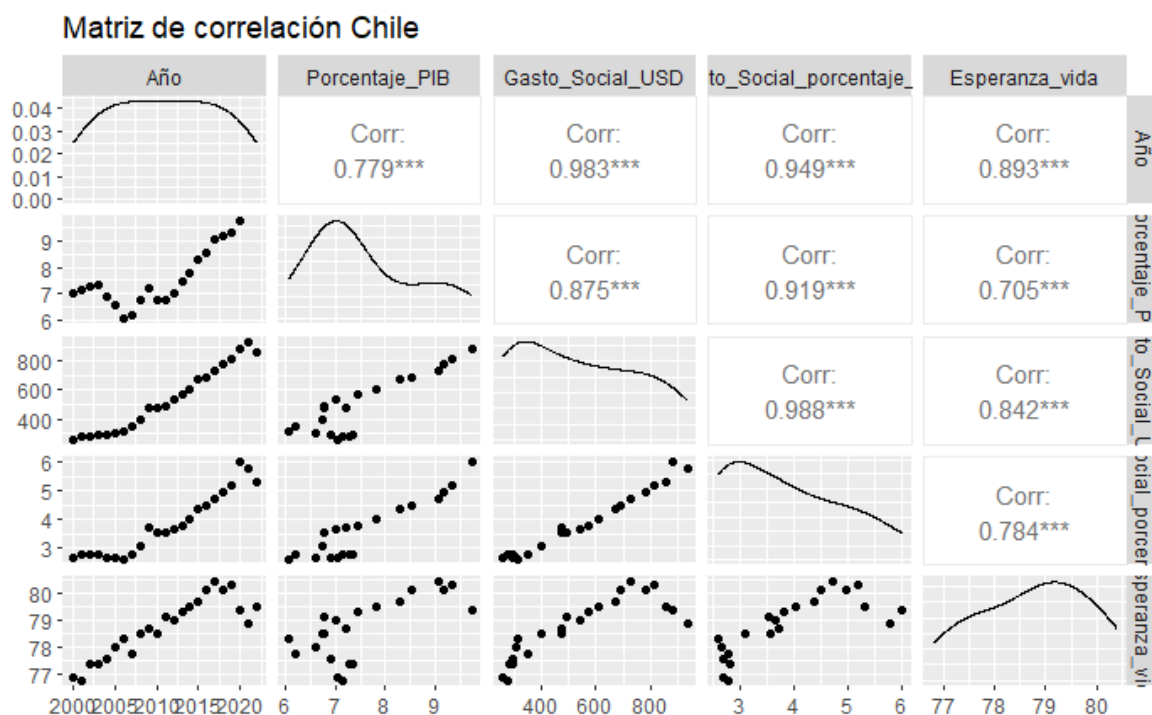 Matriz de correlación Chile
Año Porcentaje_PIB Gasto_Social_USD to_Social_porcentaje_ Esperanza_vida
0.04
0.03
0.02
0.01
0.00
Corr:
0.779***
Corr:
0.983***
Corr:
0.949***
Corr:
0.893***
Año
9
8
7
6
Corr:
0.875***
Corr:
0.919***
Corr:
0.705***
orcentaje_P
800
600
400
Corr:
0.988***
Corr:
0.842***
to_Social_U
6
5
4
3
Corr:
0.784***
ocial_porcen
80
79
78
77
speranza_vi
2000 2005 2010 2015 2020 6 7 8 9 400 600 800 3 4 5 6 77 78 79 80